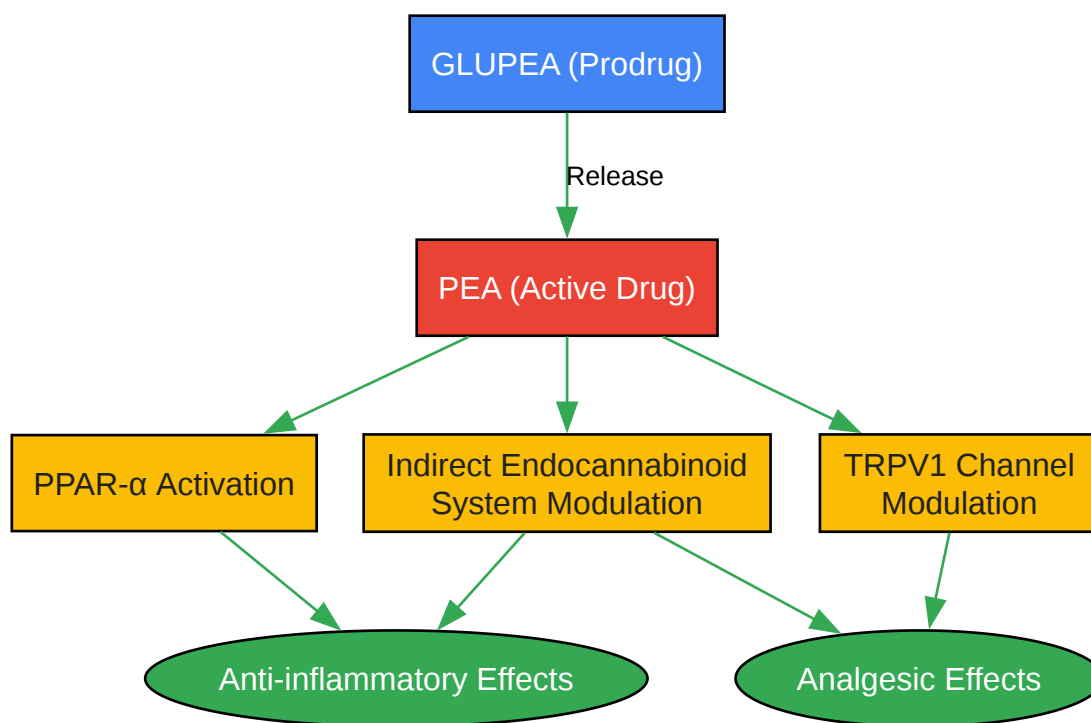 GLUPEA (Prodrug)
Release
PEA (Active Drug)
PPAR-α Activation
Indirect Endocannabinoid
System Modulation
TRPV1 Channel
Modulation
Anti-inflammatory Effects
Analgesic Effects